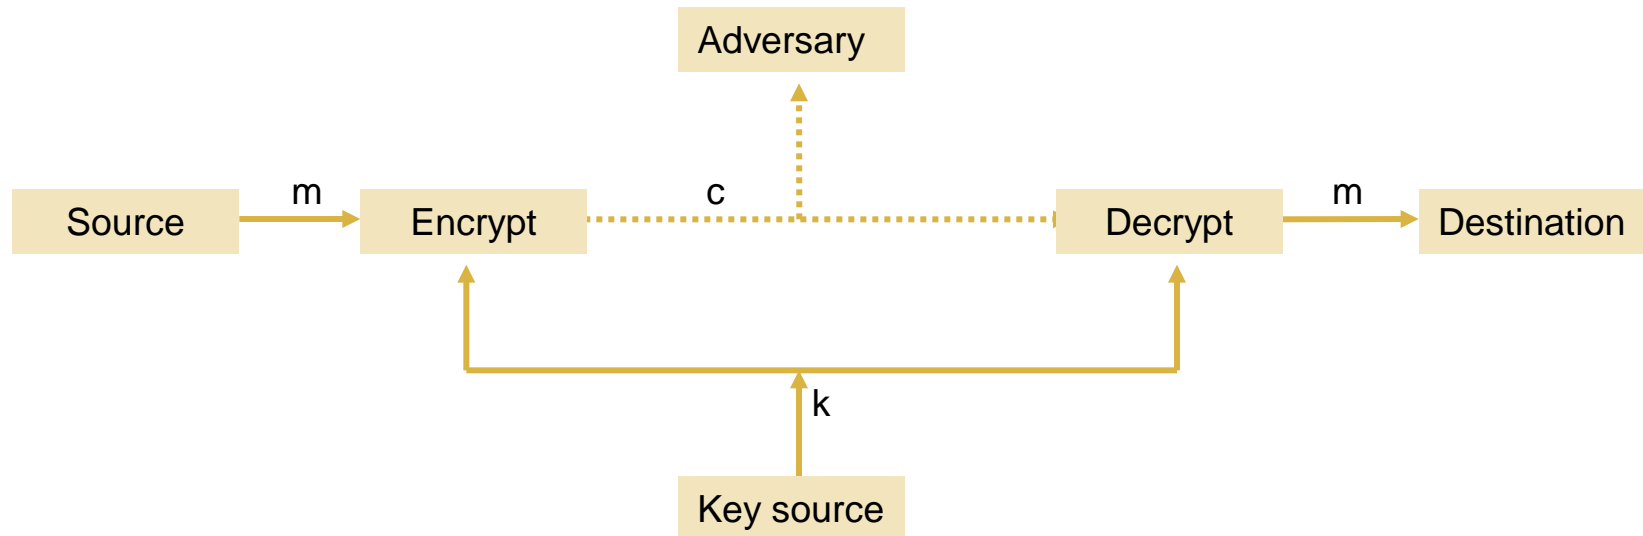 Adversary
m
c
m
Source
Encrypt
Decrypt
Destination
k
Key source